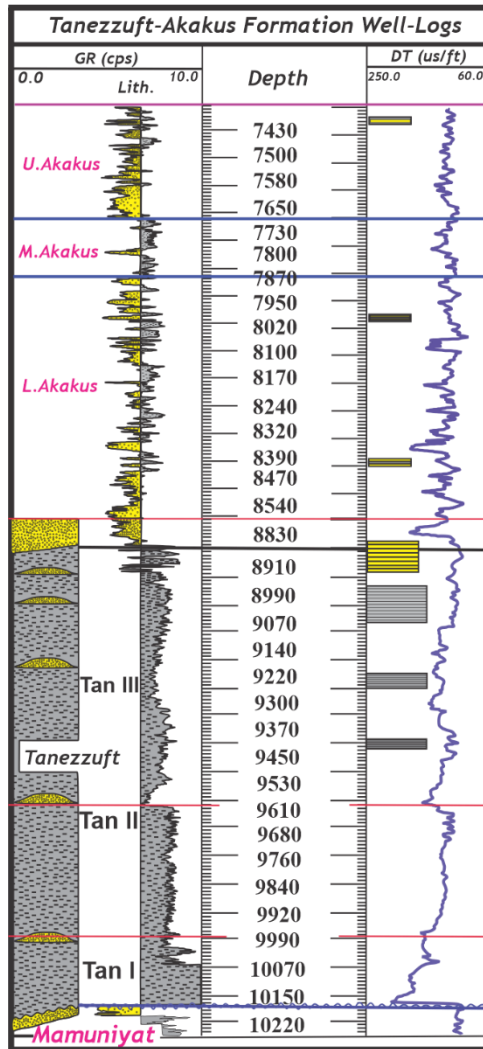 Tanezzuft-Akakus Formation Well-Logs
GR (cps)
0.0 10.0
Lith.
Depth
DT (us/ft)
250.0 60.0
7430
7500
U.Akakus
7580
7650
7730
M.Akakus
7800
7870
7950
8020
8100
8170
L.Akakus
8240
8320
8390
8470
8540
8830
8910
8990
9070
9140
Tan III
9220
9300
9370
Tanezzuft
9450
9530
9610
Tan II
9680
9760
9840
9920
9990
Tan I
10070
10150
10220
Mamuniyat